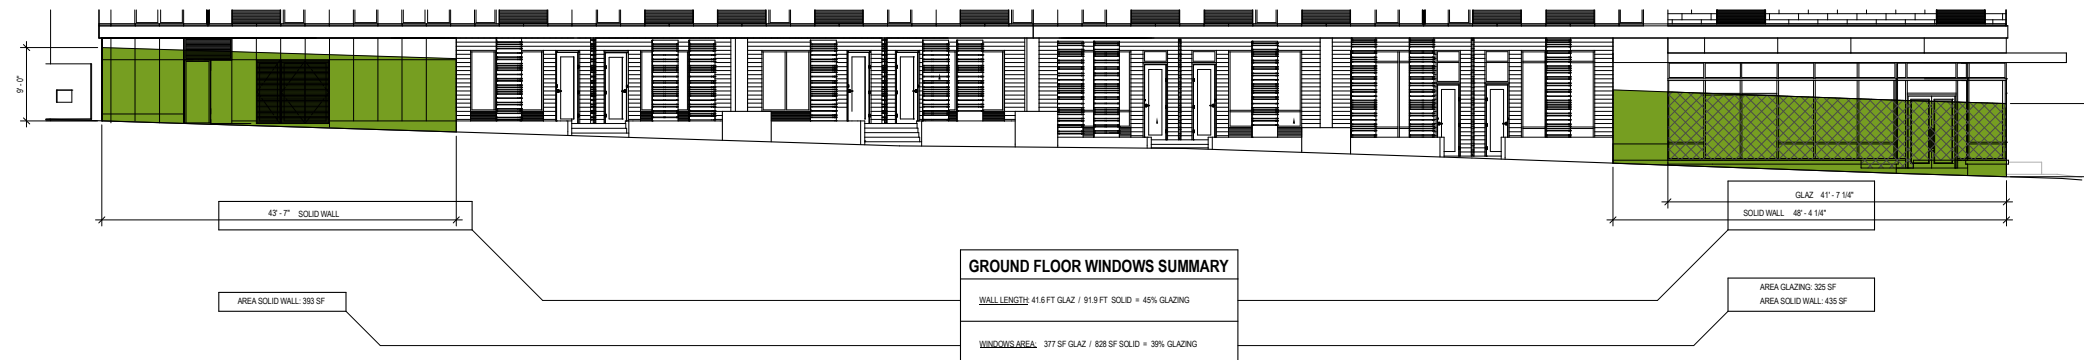 9' - 0"
43' - 7" SOLID WALL
GLAZ 41' - 7 1/4"
SOLID WALL 48' - 4 1/4"
GROUND FLOOR WINDOWS SUMMARY
WALL LENGTH: 41.6 FT GLAZ / 91.9 FT SOLID = 45% GLAZING
WINDOWS AREA: 377 SF GLAZ / 828 SF SOLID = 39% GLAZING
AREA SOLID WALL: 393 SF
AREA GLAZING: 325 SF
AREA SOLID WALL: 435 SF